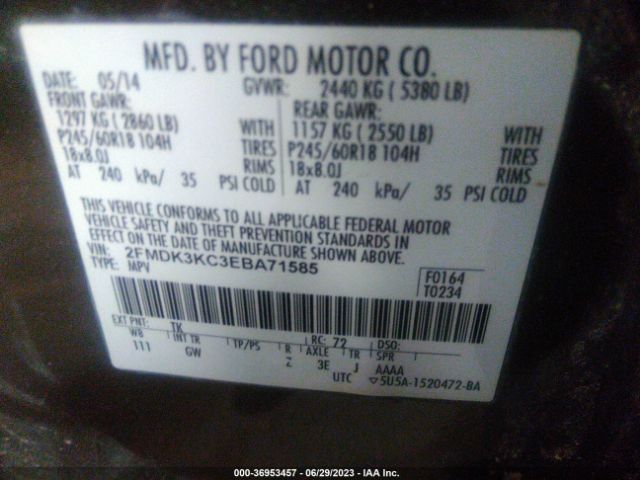 MFD. BY FORD MOTOR CO.
DATE: 05/14 GVWR: 2440 KG ( 5380 LB)
FRONT GAWR: REAR GAWR:
1297 KG ( 2860 LB) WITH 1157 KG ( 2550 LB) WITH
P245/60R18 104H TIRES P245/60R18 104H TIRES
18x8.0J RIMS 18x8.0J RIMS
AT 240 kPa/ 35 PSI COLD AT 240 kPa/ 35 PSI COLD
THIS VEHICLE CONFORMS TO ALL APPLICABLE FEDERAL MOTOR
VEHICLE SAFETY AND THEFT PREVENTION STANDARDS IN
EFFECT ON THE DATE OF MANUFACTURE SHOWN ABOVE.
VIN: 2FMDK3KC3EBA71585 F0164
TYPE: MPV T0234
EXT PNT: TK RC: 72 DSO:
WB INT TR TP/PS R AXLE TR SPR
111 GW Z 3E J AAAA
UTC ▽5U5A-1520472-BA
000-36953457 - 06/29/2023 - IAA Inc.